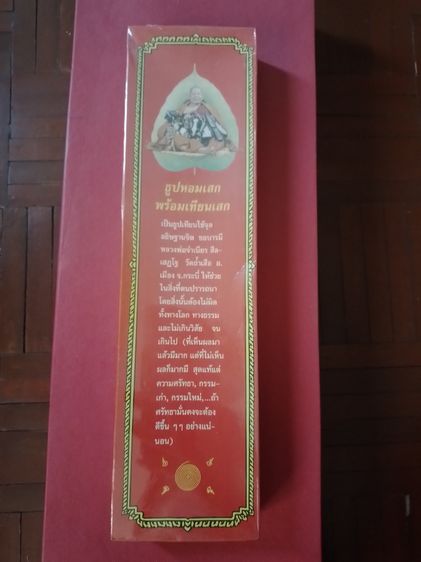 ธูปหอมเสก
พร้อมเทียนเสก
เป็นธูปเทียนใช้จุด
อธิษฐานจิต ขอบารมี
หลวงพ่อจำเนียร สีล-
เสฏโฐ วัดถ้ำเสือ อ.
เมือง จ.กระบี่ ให้ช่วย
ในสิ่งที่ตนปรารถนา
โดยสิ่งนั้นต้องไม่ผิด
ทั้งทางโลก ทางธรรม
และไม่เกินวิสัย จน
เกินไป (ที่เห็นผลมา
แล้วมีมาก แต่ที่ไม่เห็น
ผลก็มากมี สุดแท้แต่
ความศรัทธา, กรรม-
เก่า, กรรมใหม่,...ถ้า
ศรัทธามั่นคงจะต้อง
ดีขึ้น ๆ ๆ อย่างแน่-
นอน)